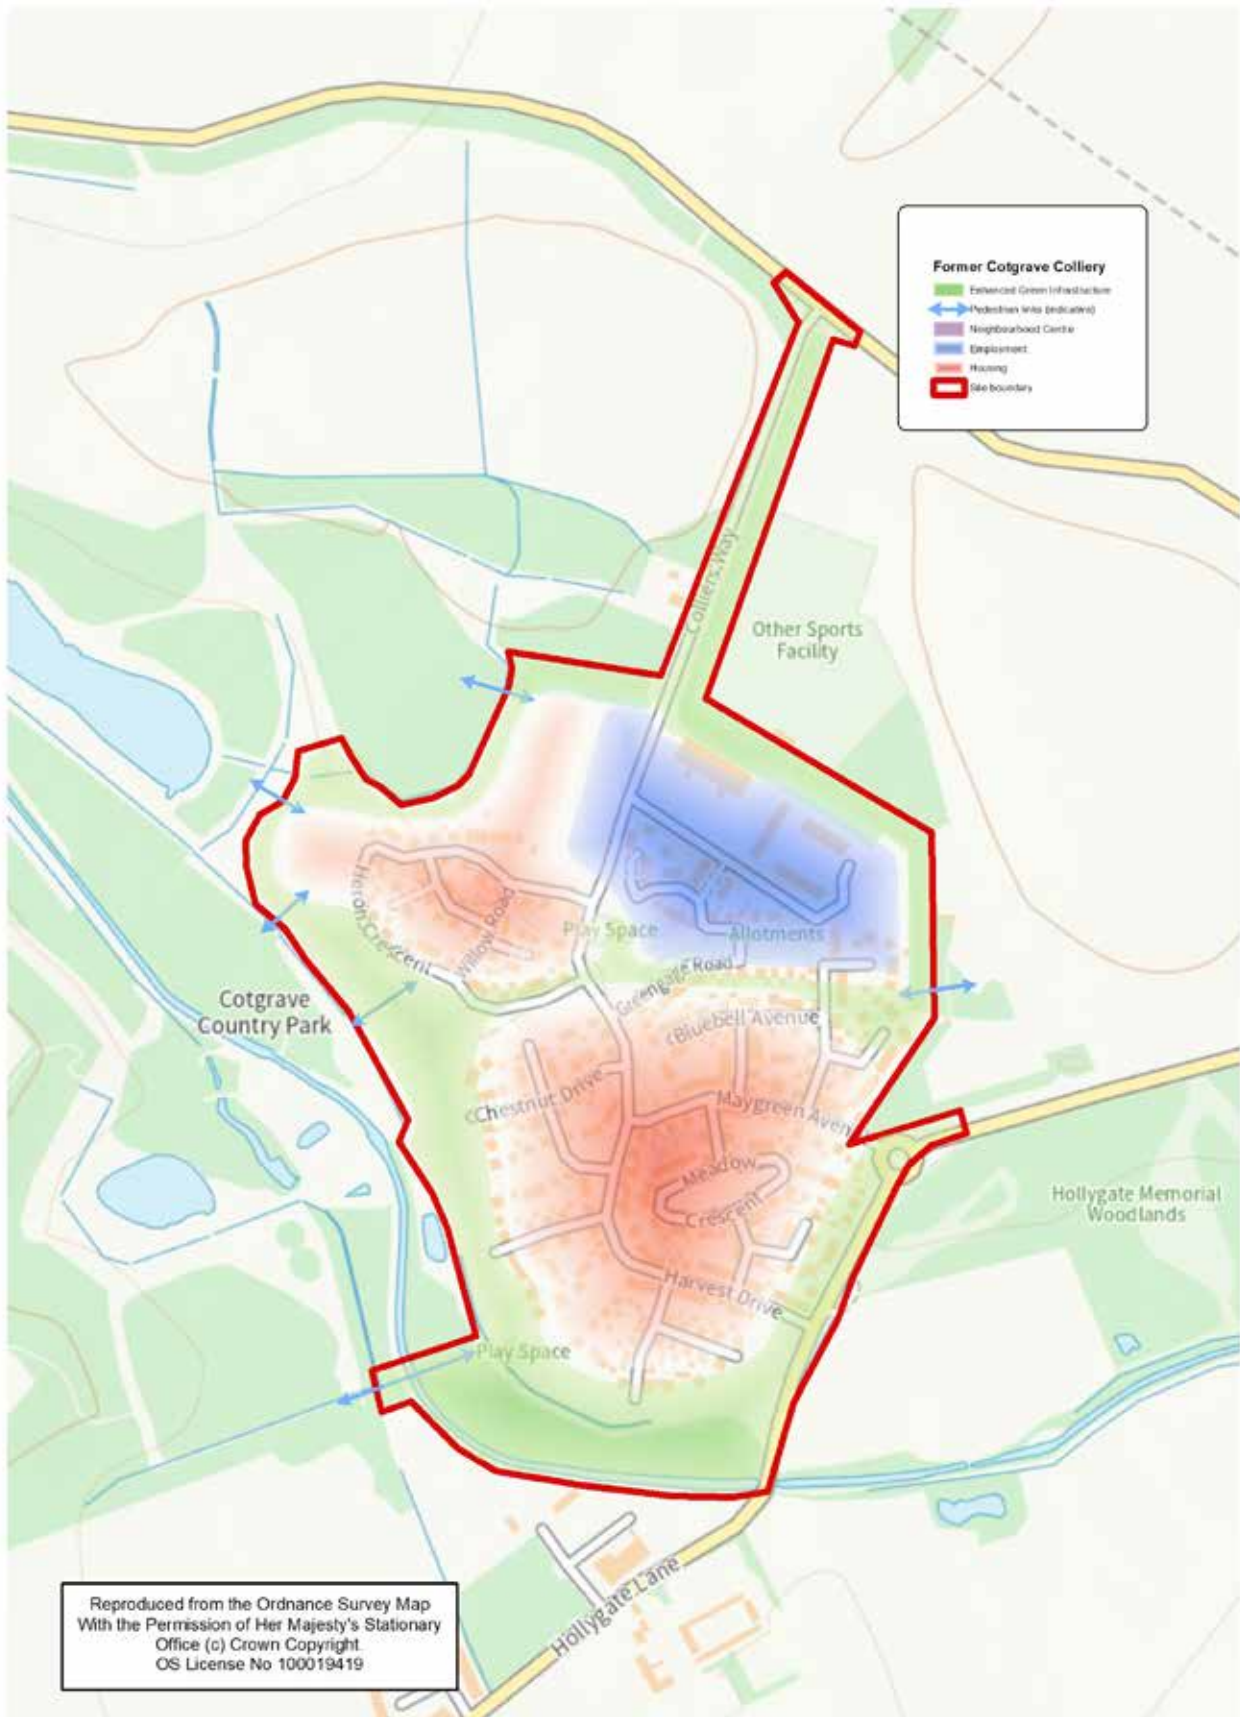 Former Cotgrave Colliery
Enhanced Green Infrastructure
Pedestrian links (indicative)
Neighbourhood Centre
Employment
Housing
Site boundary
Colliers Way
Other Sports
Facility
Heron Crescent
Willow Road
Play Space
Allotments
Greengate Road
Cotgrave
Country Park
Bluebell Avenue
Chestnut Drive
Maygreen Aven
Meadow
Crescent
Hollygate Memorial
Woodlands
Harvest Drive
Play Space
Hollygate Lane
Reproduced from the Ordnance Survey Map
With the Permission of Her Majesty's Stationary
Office (c) Crown Copyright
OS License No 100019419